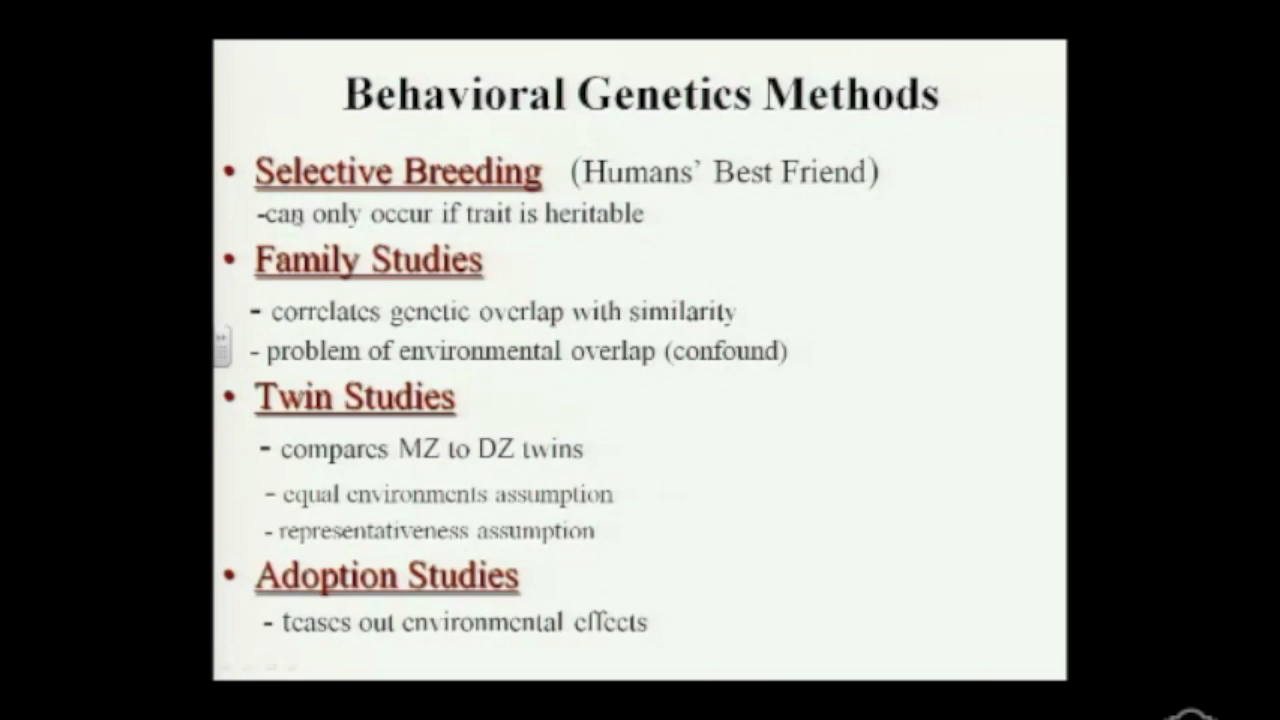 Behavioral Genetics Methods
• Selective Breeding (Humans' Best Friend)
-can only occur if trait is heritable
• Family Studies
- correlates genetic overlap with similarity
- problem of environmental overlap (confound)
• Twin Studies
- compares MZ to DZ twins
- equal environments assumption
- representativeness assumption
• Adoption Studies
- teases out environmental effects